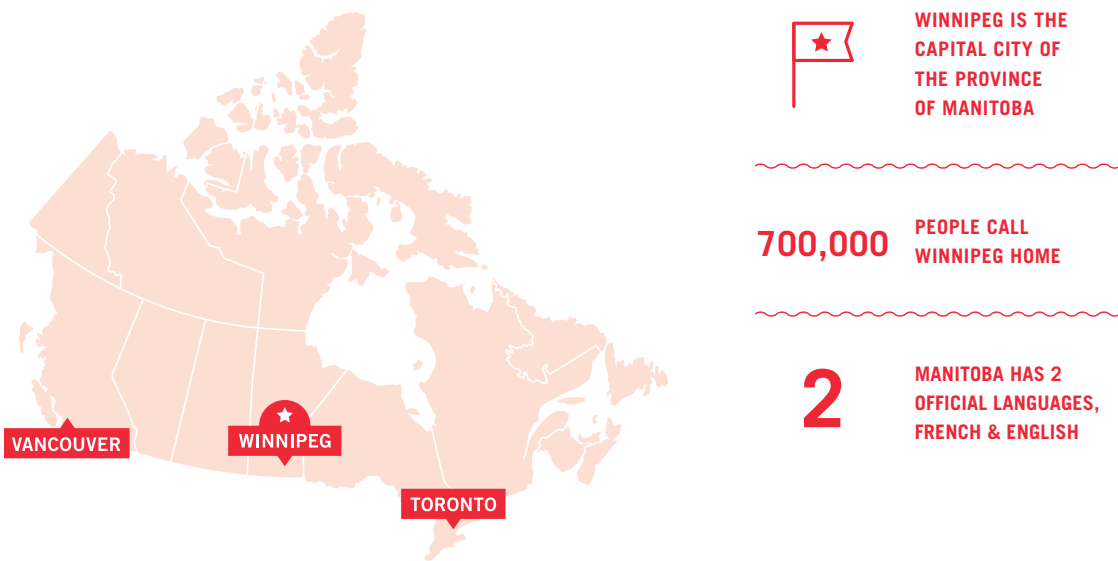 WINNIPEG IS THE
CAPITAL CITY OF
THE PROVINCE
OF MANITOBA
700,000
PEOPLE CALL
WINNIPEG HOME
2
MANITOBA HAS 2
OFFICIAL LANGUAGES,
FRENCH & ENGLISH
VANCOUVER
WINNIPEG
TORONTO